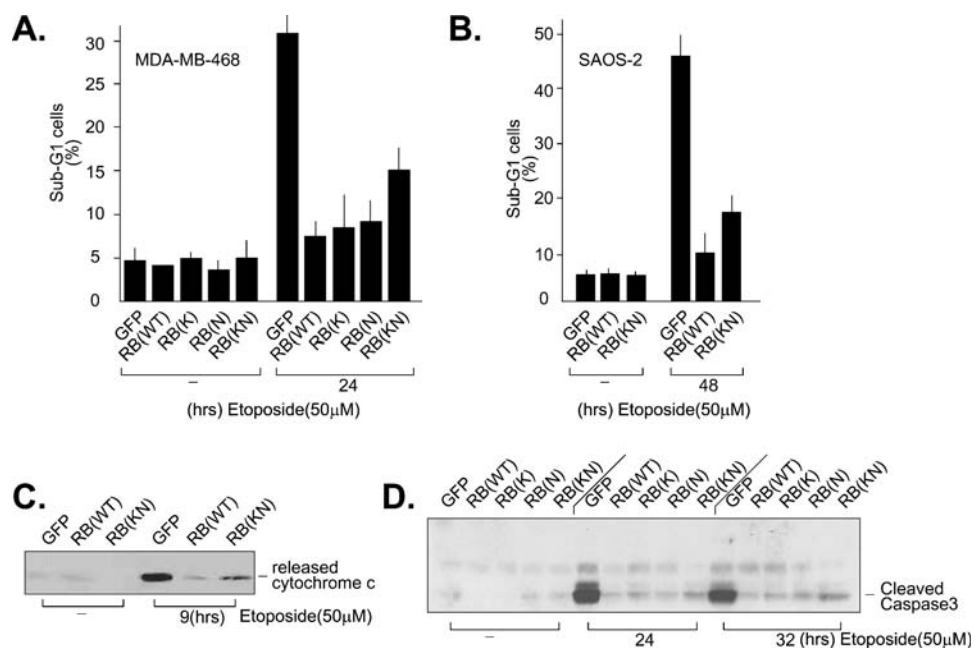 A.
MDA-MB-468
Sub-G1 cells
(%)
30
25
20
15
10
5
0
GFP
RB(WT)
RB(K)
RB(N)
RB(KN)
GFP
RB(WT)
RB(K)
RB(N)
RB(KN)
–
24
(hrs) Etoposide(50μM)
B.
SAOS-2
Sub-G1 cells
(%)
50
40
30
20
10
0
GFP
RB(WT)
RB(KN)
GFP
RB(WT)
RB(KN)
–
48
(hrs) Etoposide(50μM)
C.
GFP
RB(WT)
RB(KN)
GFP
RB(WT)
RB(KN)
released
cytochrome c
–
9(hrs) Etoposide(50μM)
D.
GFP
RB(WT)
RB(K)
RB(N)
RB(KN)
GFP
RB(WT)
RB(K)
RB(N)
RB(KN)
GFP
RB(WT)
RB(K)
RB(N)
RB(KN)
Cleaved
Caspase3
–
24
32 (hrs) Etoposide(50μM)